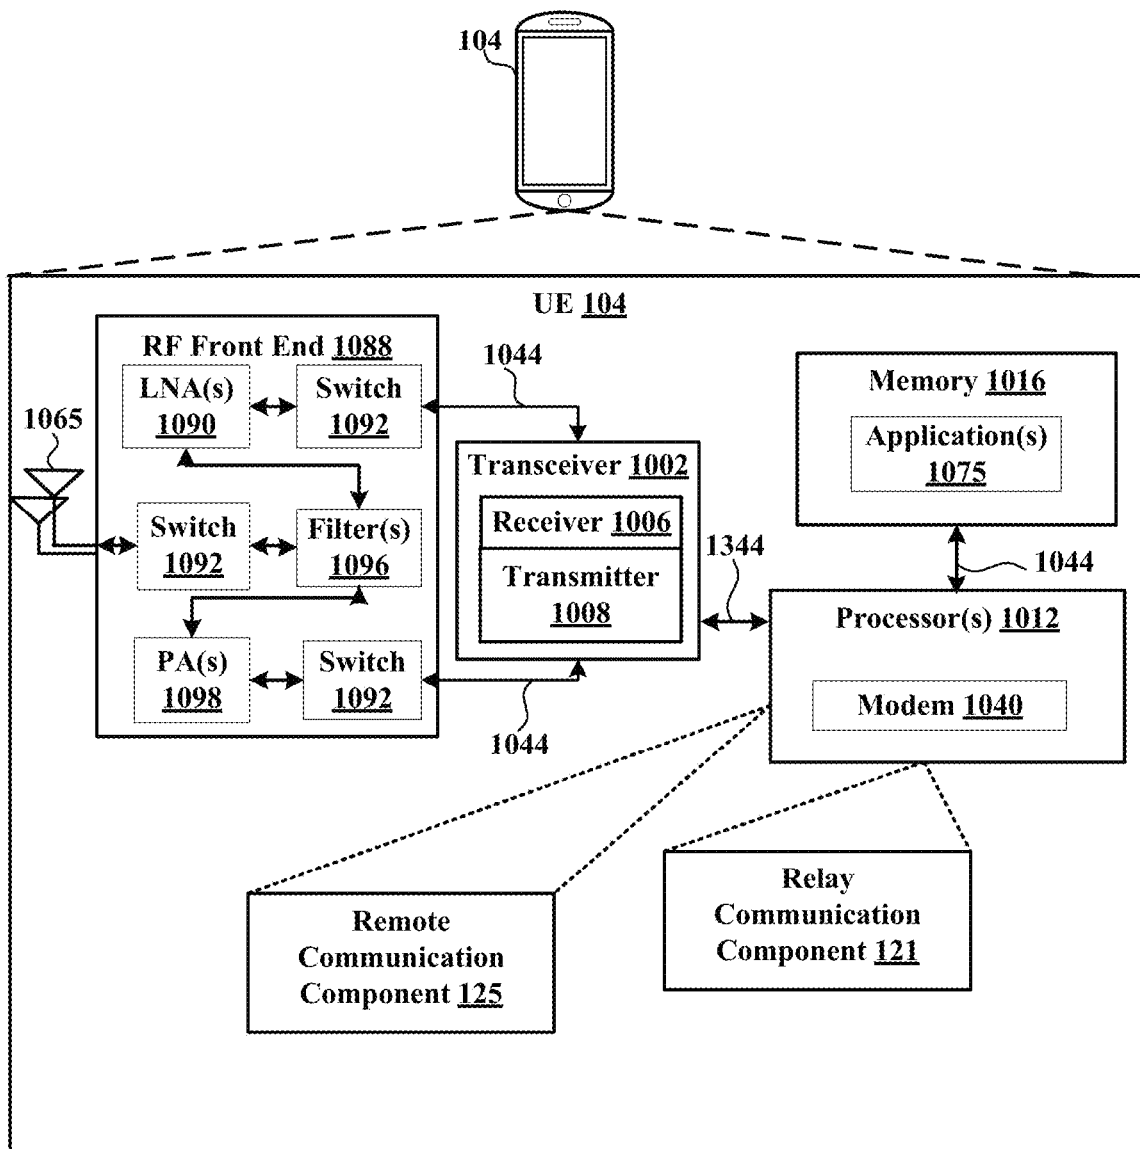 104
UE 104
RF Front End 1088
LNA(s)
1090
Switch
1092
1044
1065
Switch
1092
Filter(s)
1096
PA(s)
1098
Switch
1092
1044
Transceiver 1002
Receiver 1006
Transmitter
1008
1344
Memory 1016
Application(s)
1075
1044
Processor(s) 1012
Modem 1040
Remote
Communication
Component 125
Relay
Communication
Component 121